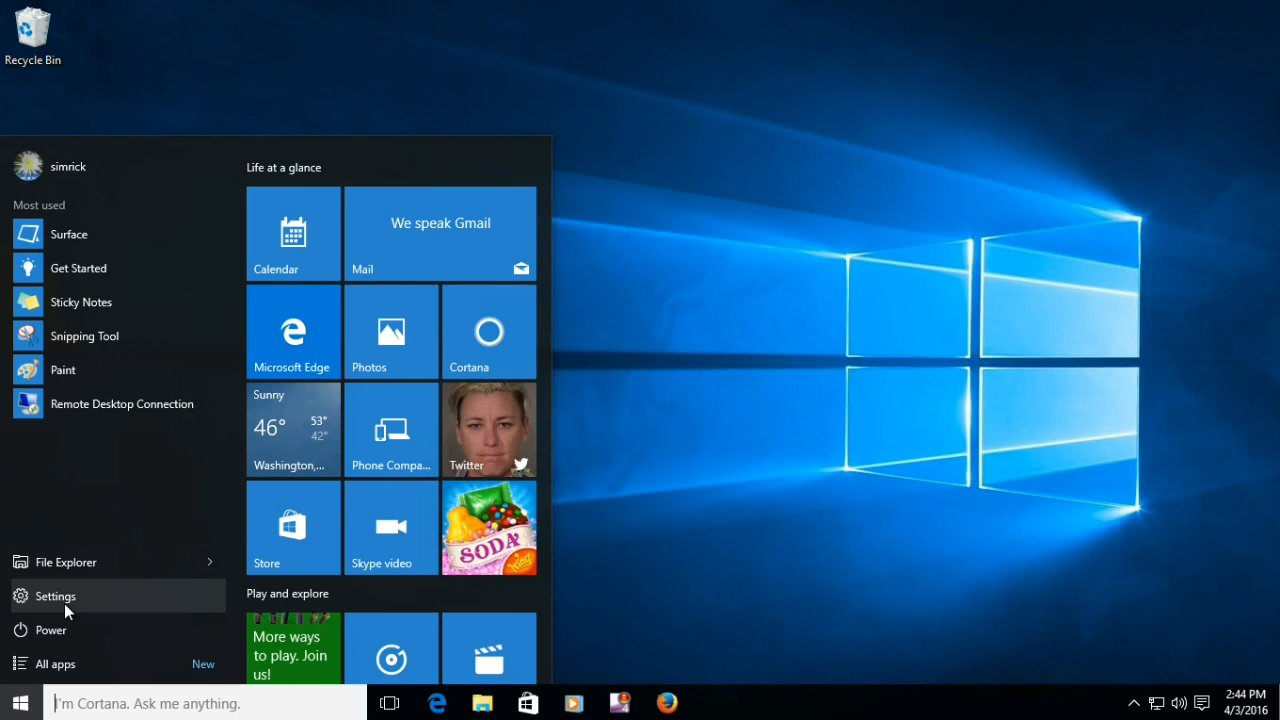 Recycle Bin
simrick
Most used
Surface
Get Started
Sticky Notes
Snipping Tool
Paint
Remote Desktop Connection
File Explorer
Settings
Power
All apps New
Life at a glance
Calendar
We speak Gmail
Mail
Microsoft Edge
Photos
Cortana
Sunny
46° 53°
42°
Washington,...
Phone Compa...
Twitter
Store
Skype video
SODA
King
Play and explore
More ways
to play. Join
us!
I'm Cortana. Ask me anything.
2:44 PM
4/3/2016